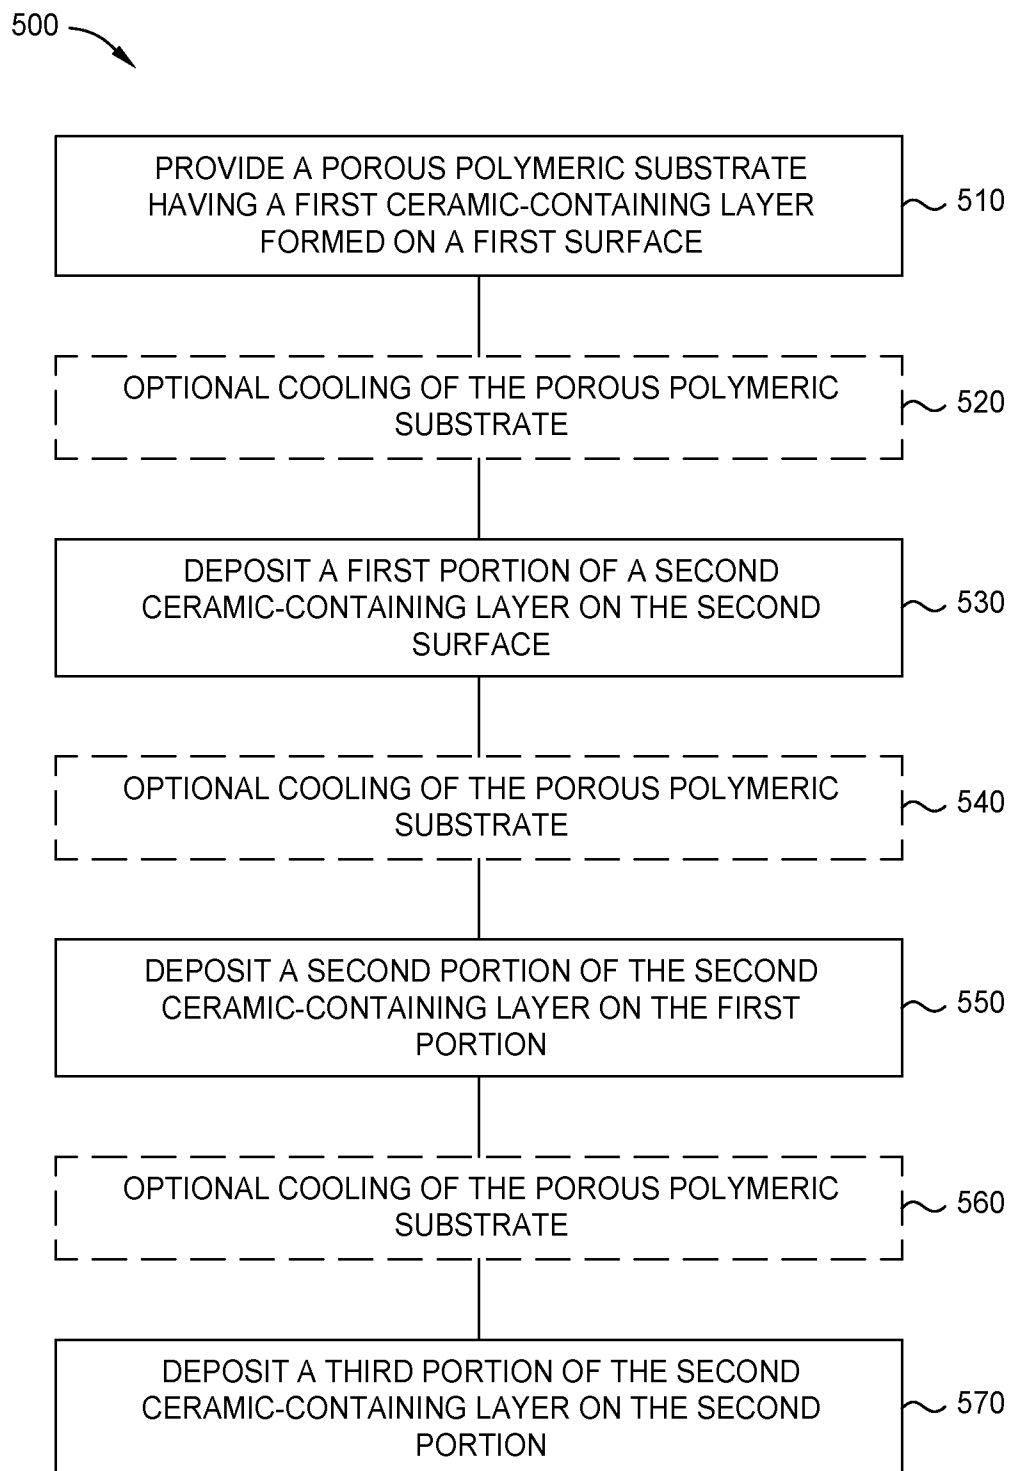 500
PROVIDE A POROUS POLYMERIC SUBSTRATE
HAVING A FIRST CERAMIC-CONTAINING LAYER
FORMED ON A FIRST SURFACE
510
OPTIONAL COOLING OF THE POROUS POLYMERIC
SUBSTRATE
520
DEPOSIT A FIRST PORTION OF A SECOND
CERAMIC-CONTAINING LAYER ON THE SECOND
SURFACE
530
OPTIONAL COOLING OF THE POROUS POLYMERIC
SUBSTRATE
540
DEPOSIT A SECOND PORTION OF THE SECOND
CERAMIC-CONTAINING LAYER ON THE FIRST
PORTION
550
OPTIONAL COOLING OF THE POROUS POLYMERIC
SUBSTRATE
560
DEPOSIT A THIRD PORTION OF THE SECOND
CERAMIC-CONTAINING LAYER ON THE SECOND
PORTION
570